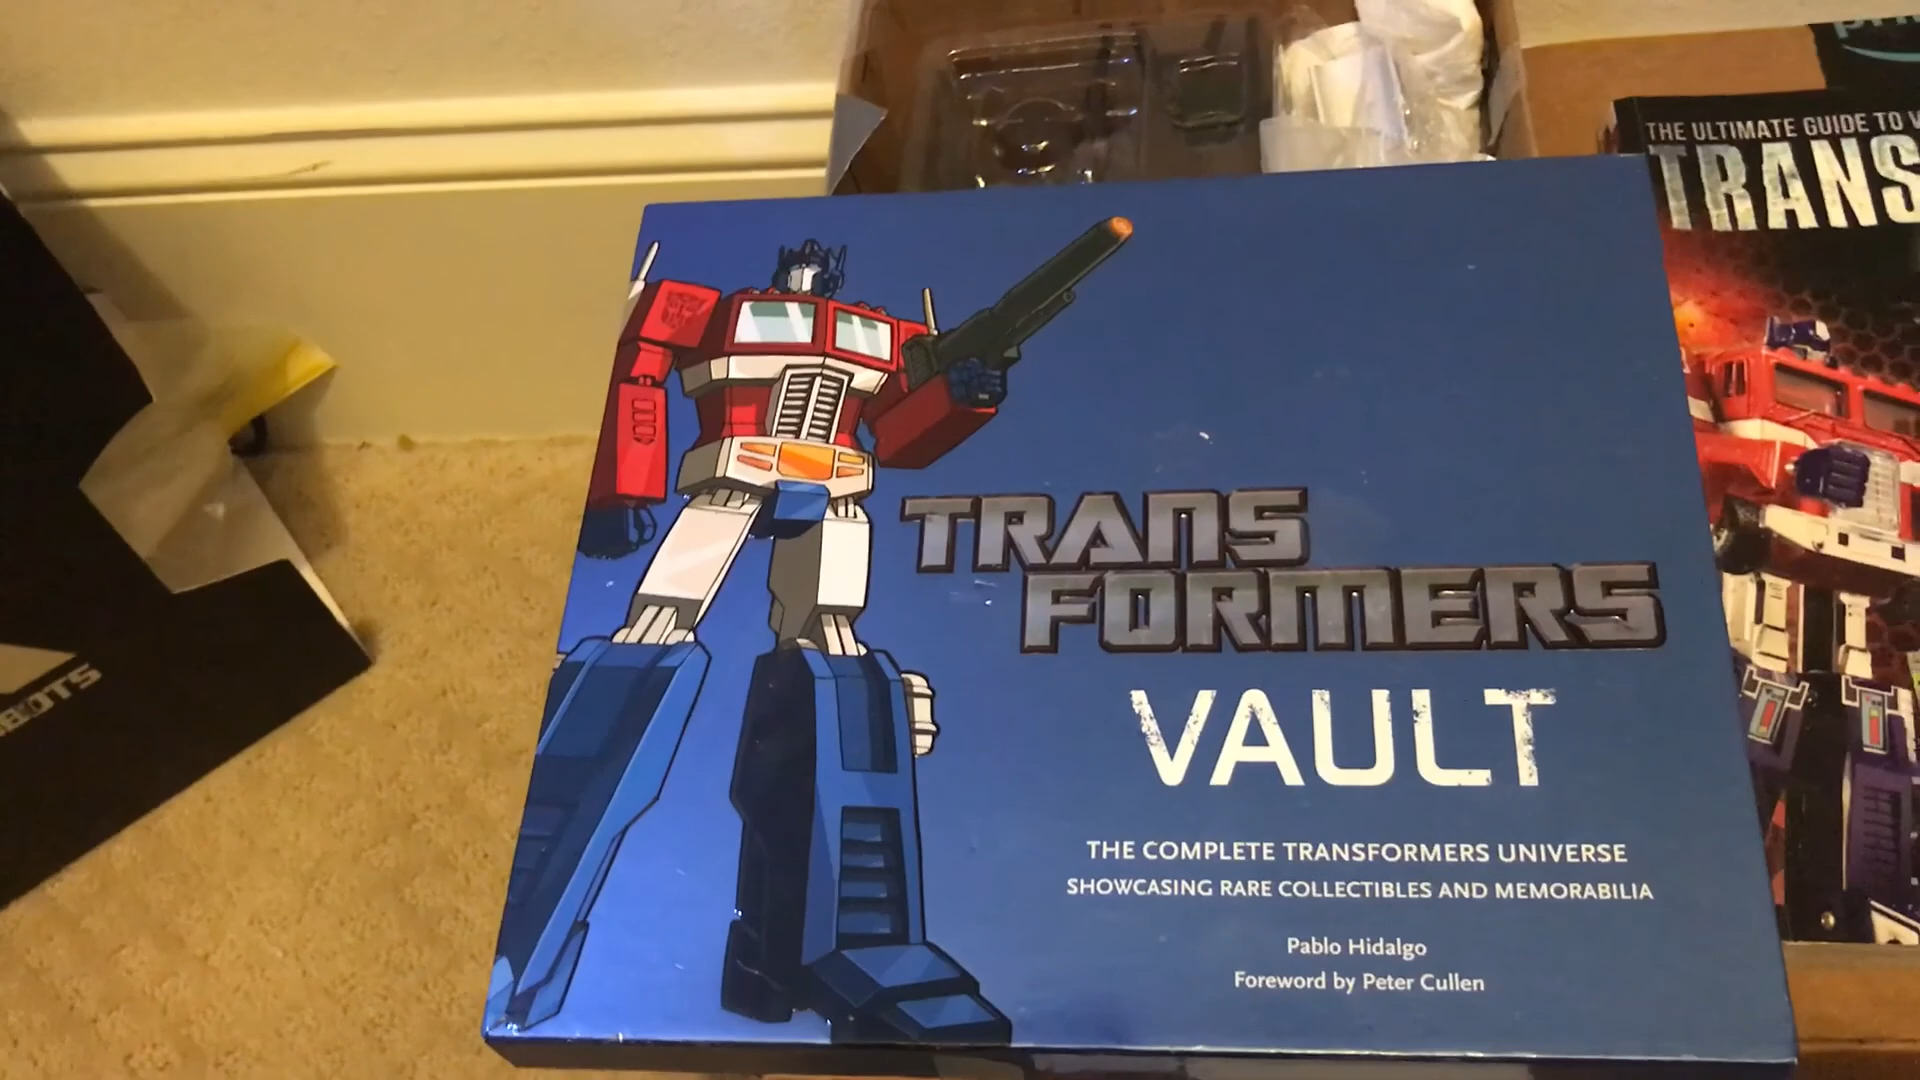 THE ULTIMATE GUIDE TO
TRANS
TRANS
FORMERS
VAULT
THE COMPLETE TRANSFORMERS UNIVERSE
SHOWCASING RARE COLLECTIBLES AND MEMORABILIA
Pablo Hidalgo
Foreword by Peter Cullen
BOTS